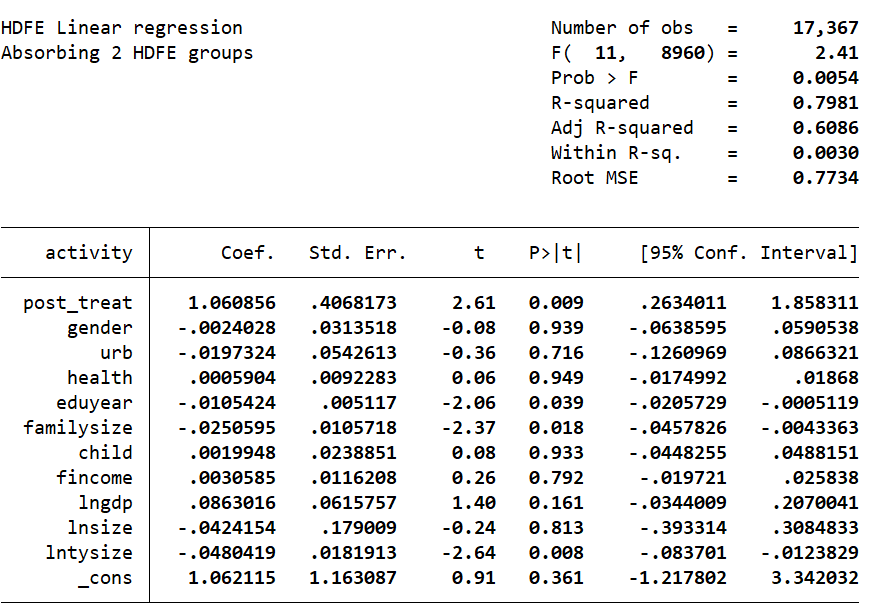 HDFE Linear regression Number of obs = 17,367
Absorbing 2 HDFE groups F( 11, 8960) = 2.41
Prob > F = 0.0054
R-squared = 0.7981
Adj R-squared = 0.6086
Within R-sq. = 0.0030
Root MSE = 0.7734
activity Coef. Std. Err. t P>|t| [95% Conf. Interval]
post_treat 1.060856 .4068173 2.61 0.009 .2634011 1.858311
gender -.0024028 .0313518 -0.08 0.939 -.0638595 .0590538
urb -.0197324 .0542613 -0.36 0.716 -.1260969 .0866321
health .0005904 .0092283 0.06 0.949 -.0174992 .01868
eduyear -.0105424 .005117 -2.06 0.039 -.0205729 -.0005119
familysize -.0250595 .0105718 -2.37 0.018 -.0457826 -.0043363
child .0019948 .0238851 0.08 0.933 -.0448255 .0488151
fincome .0030585 .0116208 0.26 0.792 -.019721 .025838
lngdp .0863016 .0615757 1.40 0.161 -.0344009 .2070041
lnsize -.0424154 .179009 -0.24 0.813 -.393314 .3084833
lntysize -.0480419 .0181913 -2.64 0.008 -.083701 -.0123829
_cons 1.062115 1.163087 0.91 0.361 -1.217802 3.342032